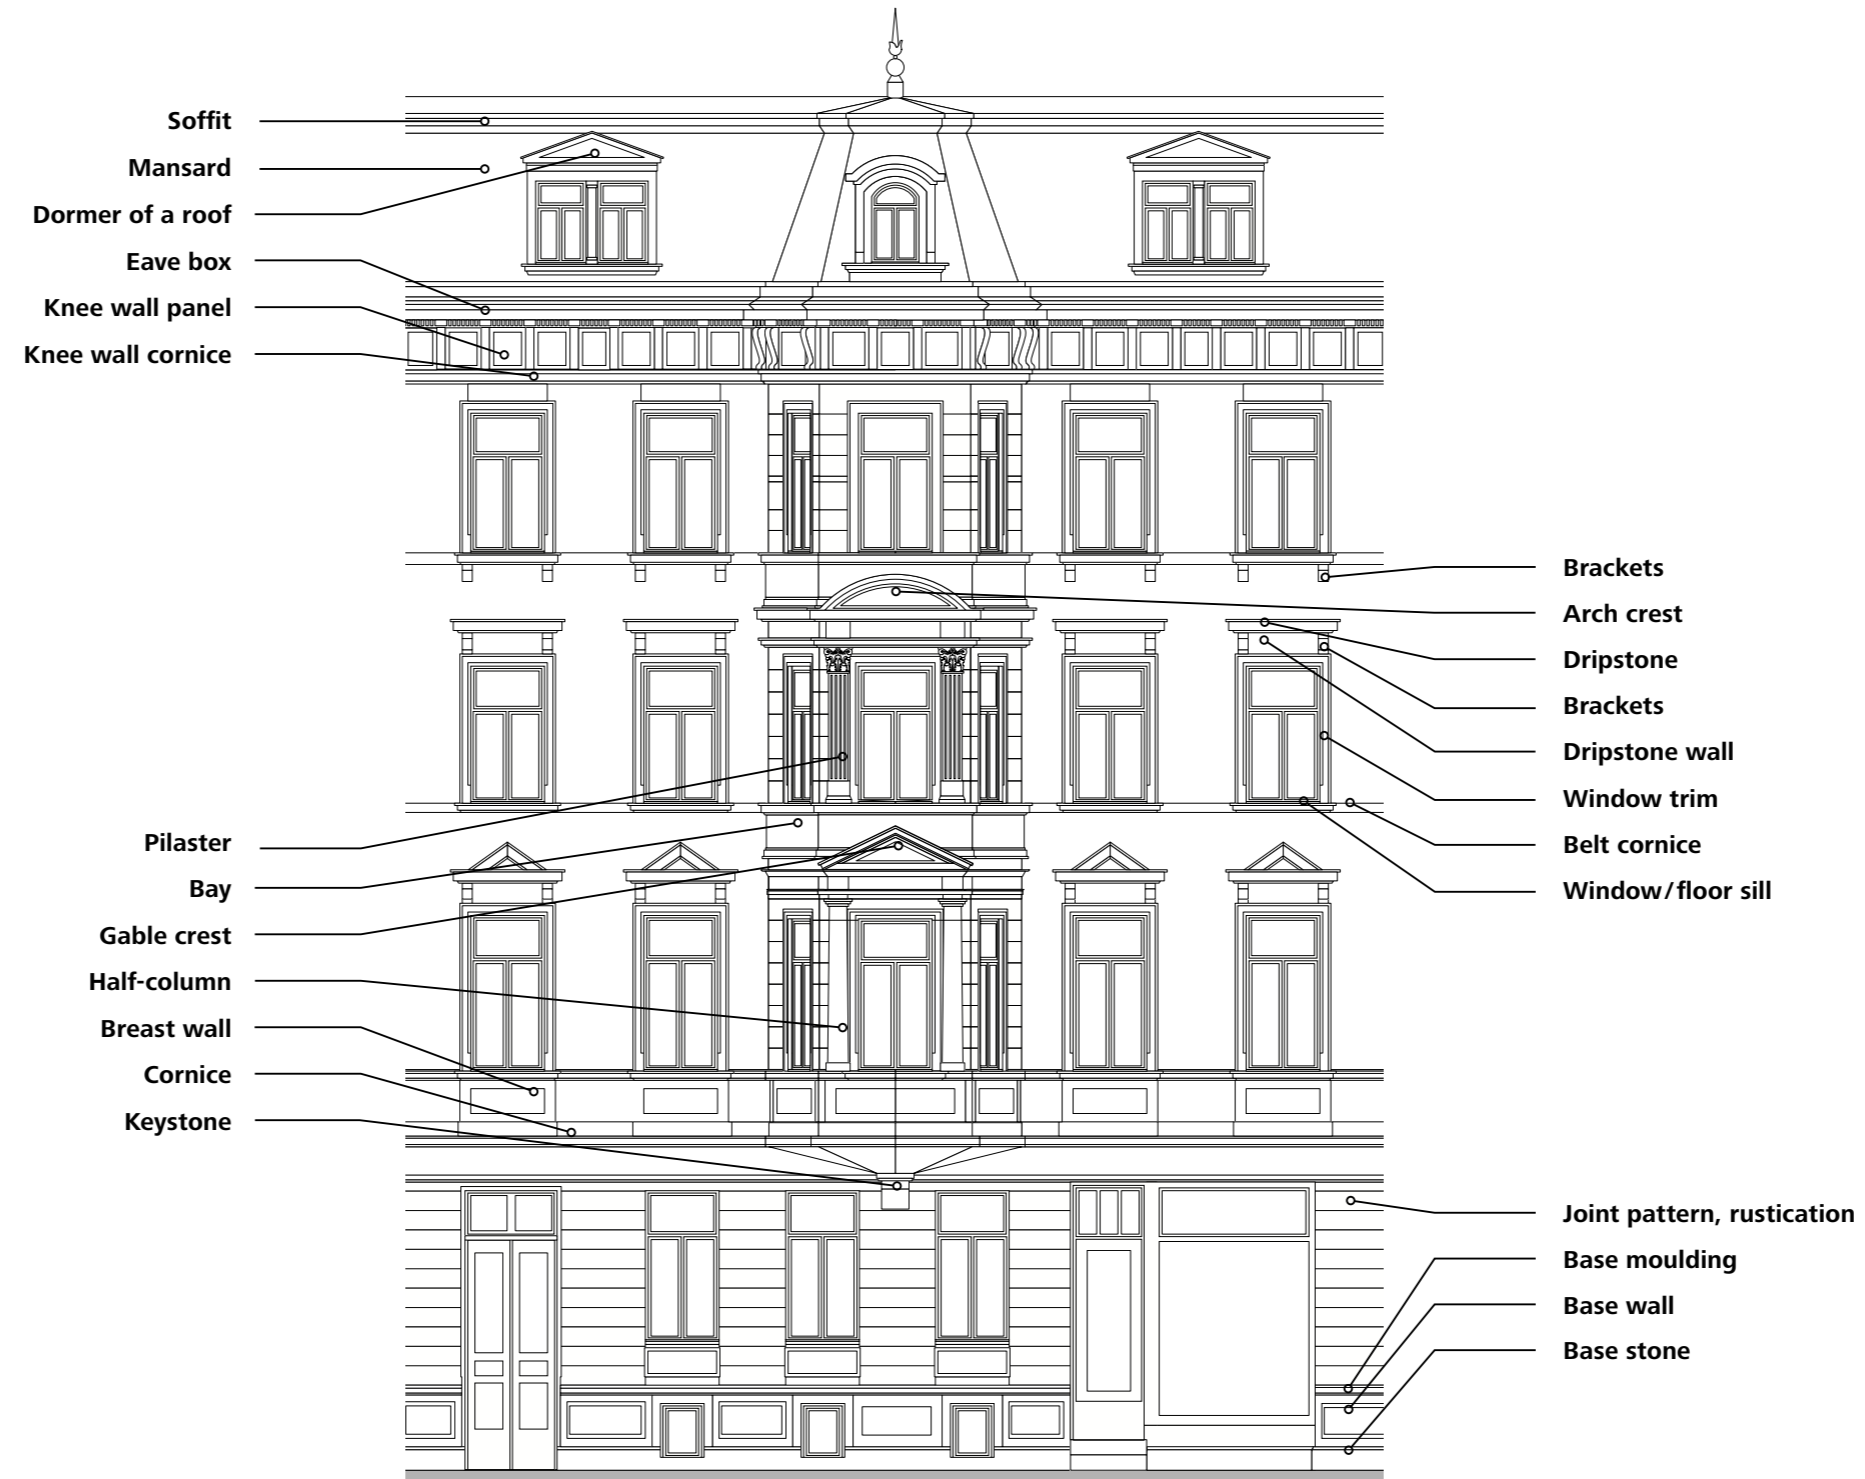 Soffit
Mansard
Dormer of a roof
Eave box
Knee wall panel
Knee wall cornice
Pilaster
Bay
Gable crest
Half-column
Breast wall
Cornice
Keystone
Brackets
Arch crest
Dripstone
Brackets
Dripstone wall
Window trim
Belt cornice
Window/floor sill
Joint pattern, rustication
Base moulding
Base wall
Base stone